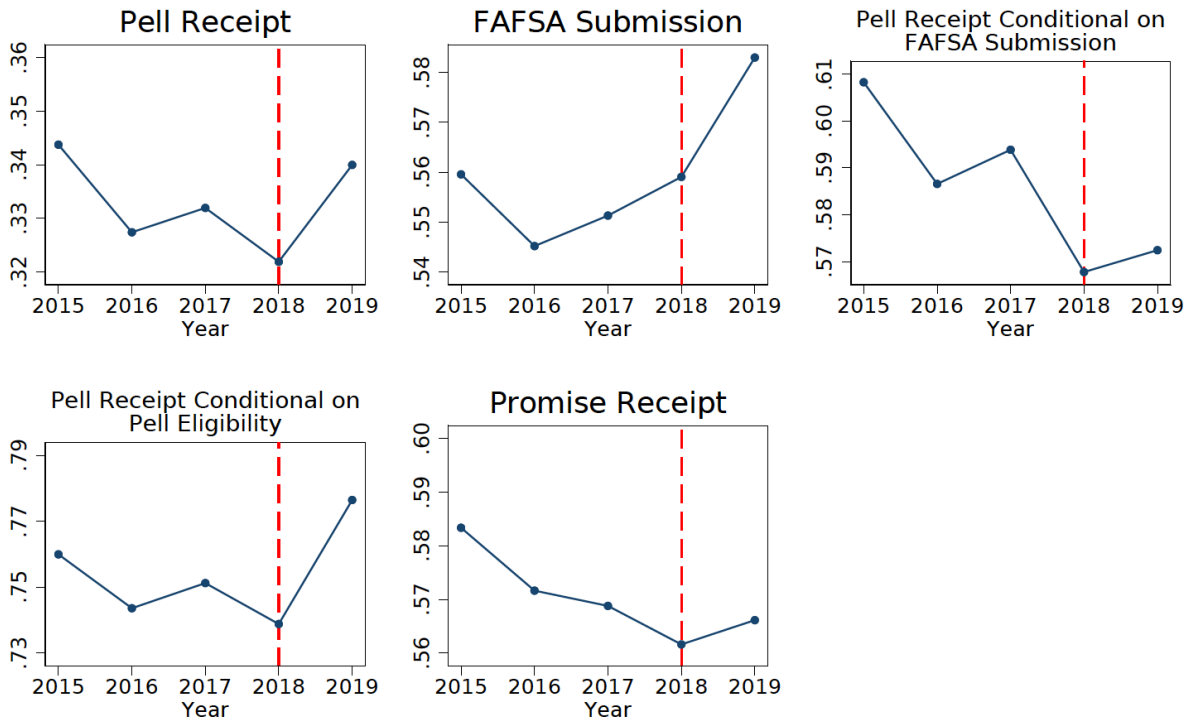 Pell Receipt
.36
.35
.34
.33
.32
2015 2016 2017 2018 2019
Year
FAFSA Submission
.58
.57
.56
.55
.54
2015 2016 2017 2018 2019
Year
Pell Receipt Conditional on
FAFSA Submission
.61
.60
.59
.58
.57
2015 2016 2017 2018 2019
Year
Pell Receipt Conditional on
Pell Eligibility
.79
.77
.75
.73
2015 2016 2017 2018 2019
Year
Promise Receipt
.60
.59
.58
.57
.56
2015 2016 2017 2018 2019
Year